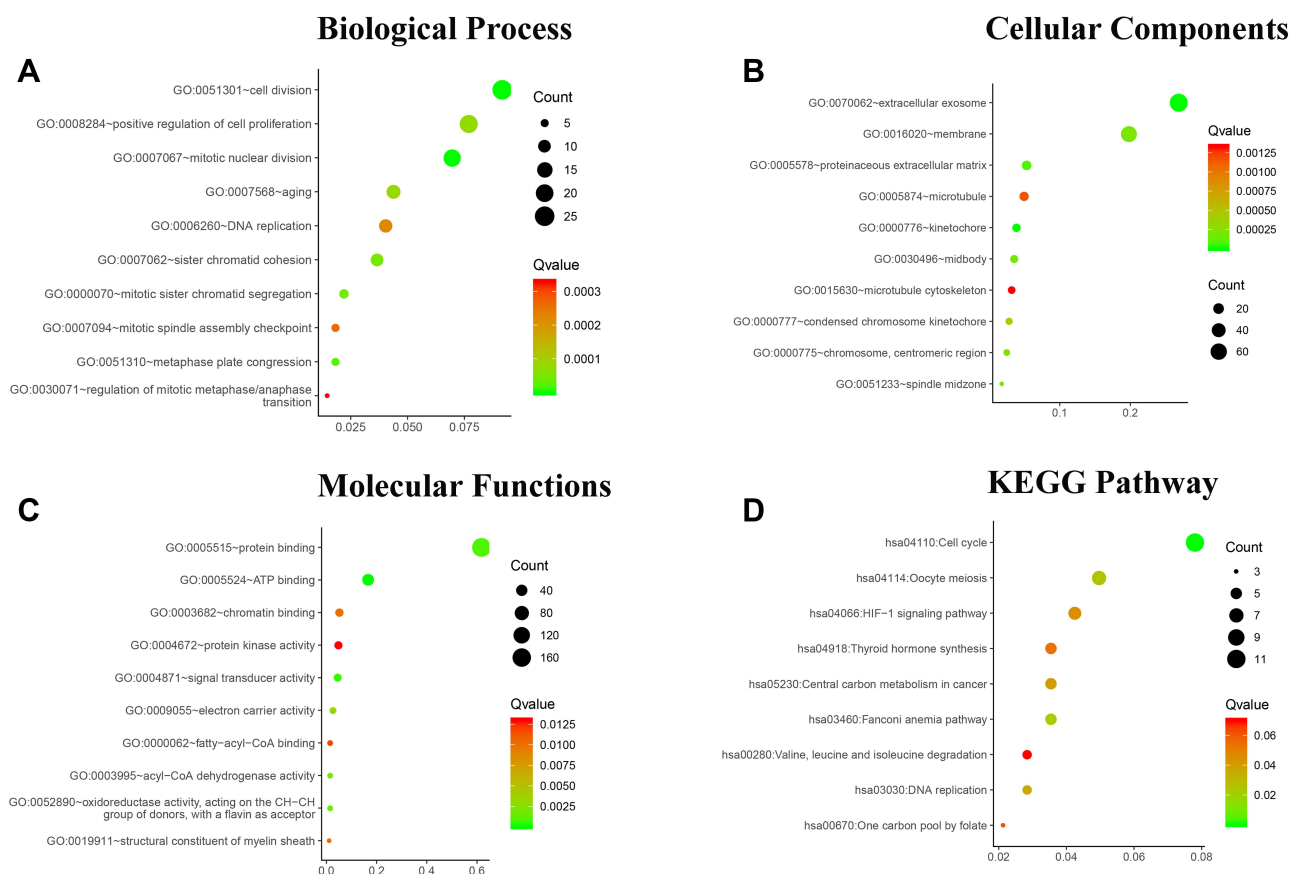 Biological Process
A
GO:0051301~cell division
GO:0008284~positive regulation of cell proliferation
GO:0007067~mitotic nuclear division
GO:0007568~aging
GO:0006260~DNA replication
GO:0007062~sister chromatid cohesion
GO:0000070~mitotic sister chromatid segregation
GO:0007094~mitotic spindle assembly checkpoint
GO:0051310~metaphase plate congression
GO:0030071~regulation of mitotic metaphase/anaphase
transition
0.025 0.050 0.075
Count
5
10
15
20
25
Qvalue
0.0003
0.0002
0.0001
Cellular Components
B
GO:0070062~extracellular exosome
GO:0016020~membrane
GO:0005578~proteinaceous extracellular matrix
GO:0005874~microtubule
GO:0000776~kinetochore
GO:0030496~midbody
GO:0015630~microtubule cytoskeleton
GO:0000777~condensed chromosome kinetochore
GO:0000775~chromosome, centromeric region
GO:0051233~spindle midzone
0.1 0.2
Qvalue
0.00125
0.00100
0.00075
0.00050
0.00025
Count
20
40
60
Molecular Functions
C
GO:0005515~protein binding
GO:0005524~ATP binding
GO:0003682~chromatin binding
GO:0004672~protein kinase activity
GO:0004871~signal transducer activity
GO:0009055~electron carrier activity
GO:0000062~fatty−acyl−CoA binding
GO:0003995~acyl−CoA dehydrogenase activity
GO:0052890~oxidoreductase activity, acting on the CH−CH
group of donors, with a flavin as acceptor
GO:0019911~structural constituent of myelin sheath
0.0 0.2 0.4 0.6
Count
40
80
120
160
Qvalue
0.0125
0.0100
0.0075
0.0050
0.0025
KEGG Pathway
D
hsa04110:Cell cycle
hsa04114:Oocyte meiosis
hsa04066:HIF−1 signaling pathway
hsa04918:Thyroid hormone synthesis
hsa05230:Central carbon metabolism in cancer
hsa03460:Fanconi anemia pathway
hsa00280:Valine, leucine and isoleucine degradation
hsa03030:DNA replication
hsa00670:One carbon pool by folate
0.02 0.04 0.06 0.08
Count
3
5
7
9
11
Qvalue
0.06
0.04
0.02